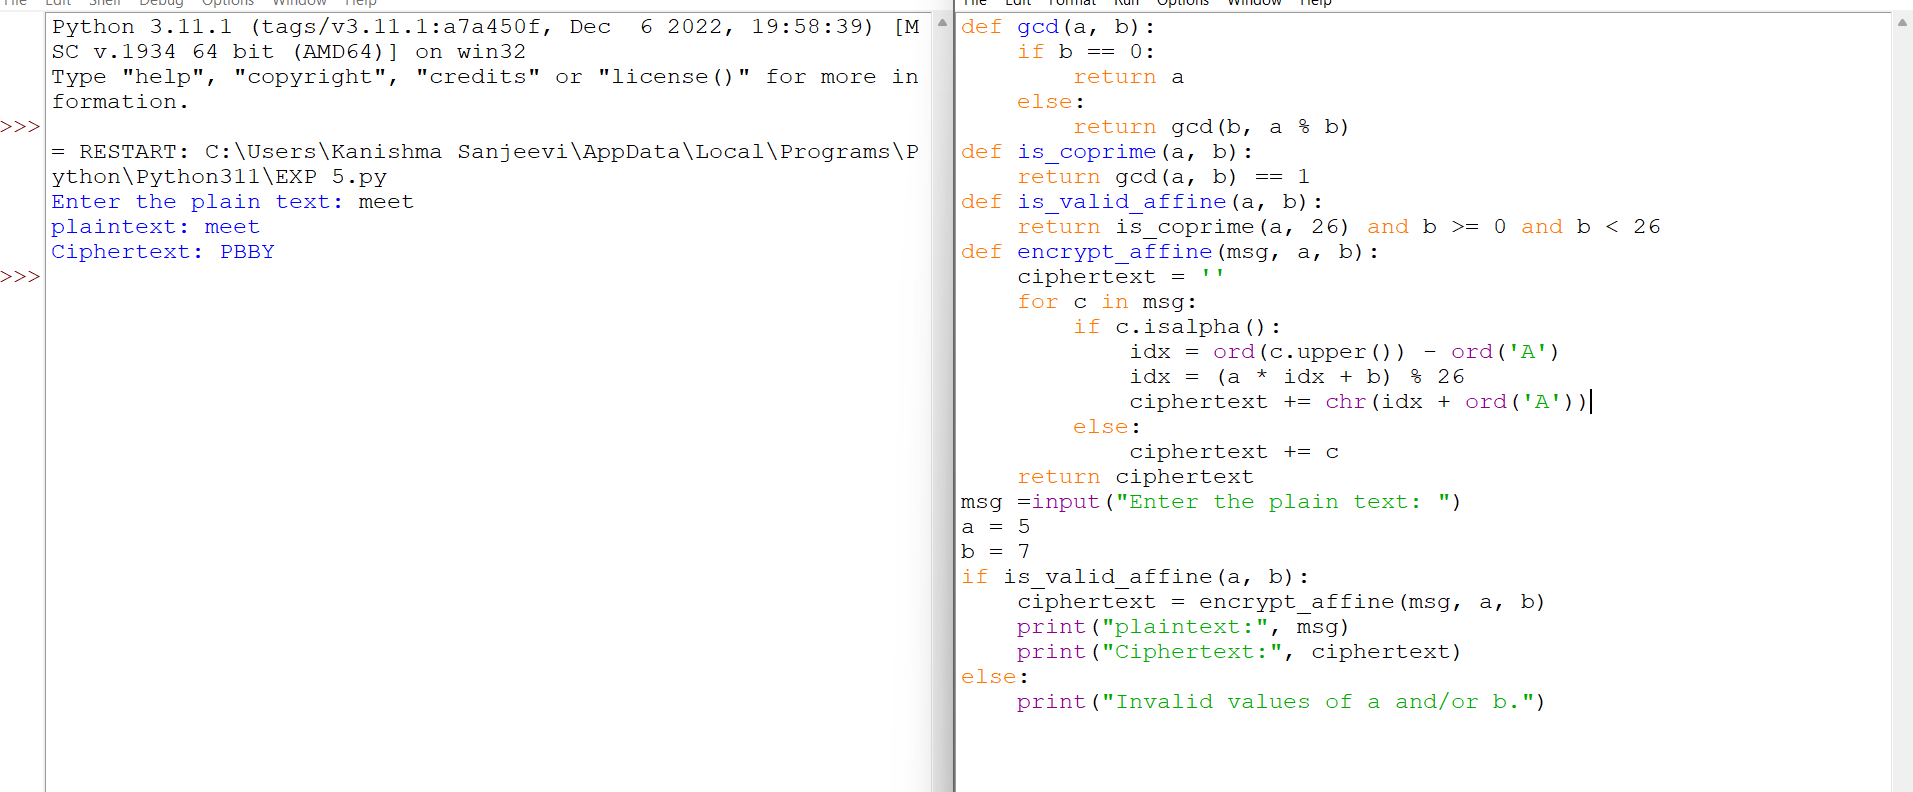 File Edit Shell Debug Options Window Help
Python 3.11.1 (tags/v3.11.1:a7a450f, Dec  6 2022, 19:58:39) [M
SC v.1934 64 bit (AMD64)] on win32
Type "help", "copyright", "credits" or "license()" for more in
formation.
>>>
= RESTART: C:\Users\Kanishma Sanjeevi\AppData\Local\Programs\P
ython\Python311\EXP 5.py
Enter the plain text: meet
plaintext: meet
Ciphertext: PBBY
>>>
File Edit Format Run Options Window Help
def gcd(a, b):
    if b == 0:
        return a
    else:
        return gcd(b, a % b)
def is_coprime(a, b):
    return gcd(a, b) == 1
def is_valid_affine(a, b):
    return is_coprime(a, 26) and b >= 0 and b < 26
def encrypt_affine(msg, a, b):
    ciphertext = ''
    for c in msg:
        if c.isalpha():
            idx = ord(c.upper()) - ord('A')
            idx = (a * idx + b) % 26
            ciphertext += chr(idx + ord('A'))
        else:
            ciphertext += c
    return ciphertext
msg =input("Enter the plain text: ")
a = 5
b = 7
if is_valid_affine(a, b):
    ciphertext = encrypt_affine(msg, a, b)
    print("plaintext:", msg)
    print("Ciphertext:", ciphertext)
else:
    print("Invalid values of a and/or b.")